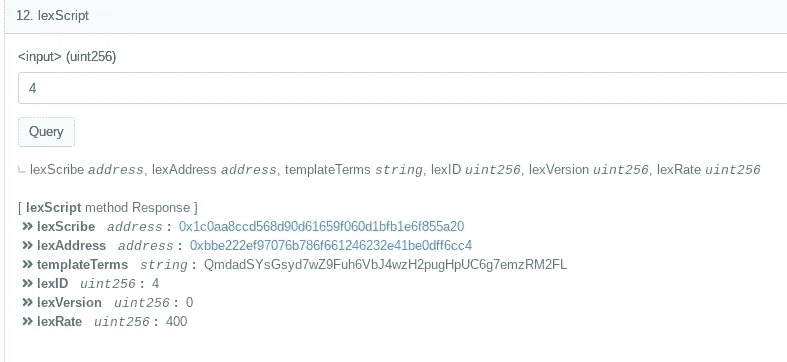 12. lexScript
<input> (uint256)
4
Query
lexScribe address, lexAddress address, templateTerms string, lexID uint256, lexVersion uint256, lexRate uint256
[ lexScript method Response ]
lexScribe address : 0x1c0aa8ccd568d90d61659f060d1bfb1e6f855a20
lexAddress address : 0xbbe222ef97076b786f661246232e41be0dff6cc4
templateTerms string : QmdadSYsGsyd7wZ9Fuh6VbJ4wzH2pugHpUC6g7emzRM2FL
lexID uint256 : 4
lexVersion uint256 : 0
lexRate uint256 : 400